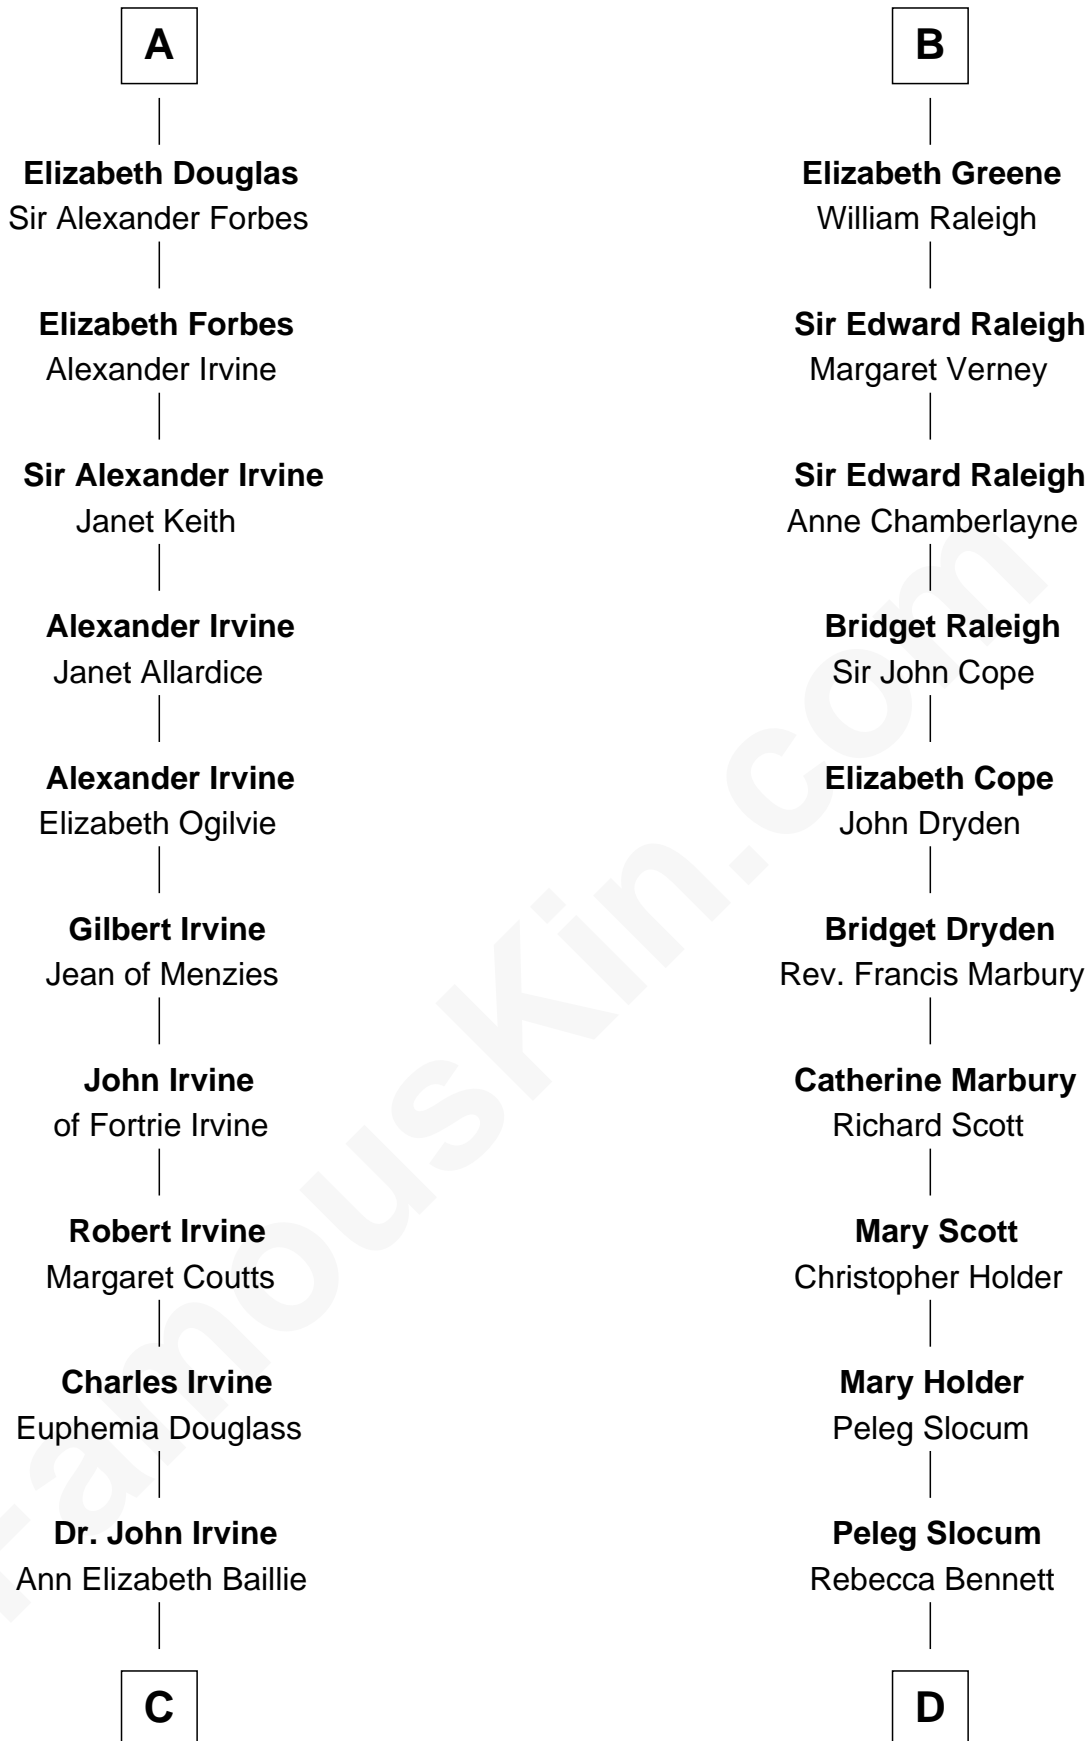 A
Elizabeth Douglas
Sir Alexander Forbes
Elizabeth Forbes
Alexander Irvine
Sir Alexander Irvine
Janet Keith
Alexander Irvine
Janet Allardice
Alexander Irvine
Elizabeth Ogilvie
Gilbert Irvine
Jean of Menzies
John Irvine
of Fortrie Irvine
Robert Irvine
Margaret Coutts
Charles Irvine
Euphemia Douglass
Dr. John Irvine
Ann Elizabeth Baillie
C
B
Elizabeth Greene
William Raleigh
Sir Edward Raleigh
Margaret Verney
Sir Edward Raleigh
Anne Chamberlayne
Bridget Raleigh
Sir John Cope
Elizabeth Cope
John Dryden
Bridget Dryden
Rev. Francis Marbury
Catherine Marbury
Richard Scott
Mary Scott
Christopher Holder
Mary Holder
Peleg Slocum
Peleg Slocum
Rebecca Bennett
D
FamousKin.com